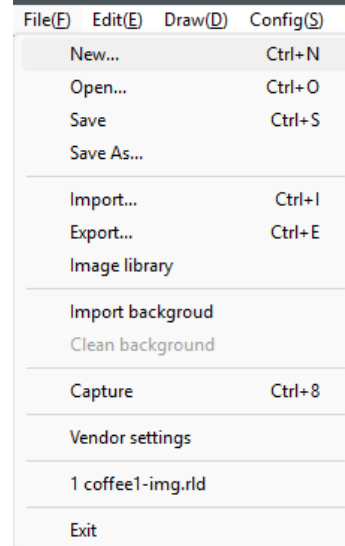 File(F) Edit(E) Draw(D) Config(S)
New... Ctrl+N
Open... Ctrl+O
Save Ctrl+S
Save As...
Import... Ctrl+I
Export... Ctrl+E
Image library
Import backgroud
Clean background
Capture Ctrl+8
Vendor settings
1 coffee1-img.rld
Exit